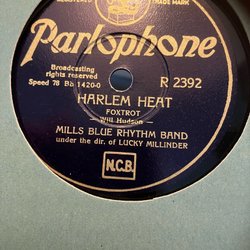 REGISTERED
TRADE MARK
Parlophone
Broadcasting
rights reserved
Speed 78
R 2392
HARLEM HEAT
FOXTROT
— Will Hudson —
MILLS BLUE RHYTHM BAND
under the dir. of LUCKY MILLINDER
N.C.B.